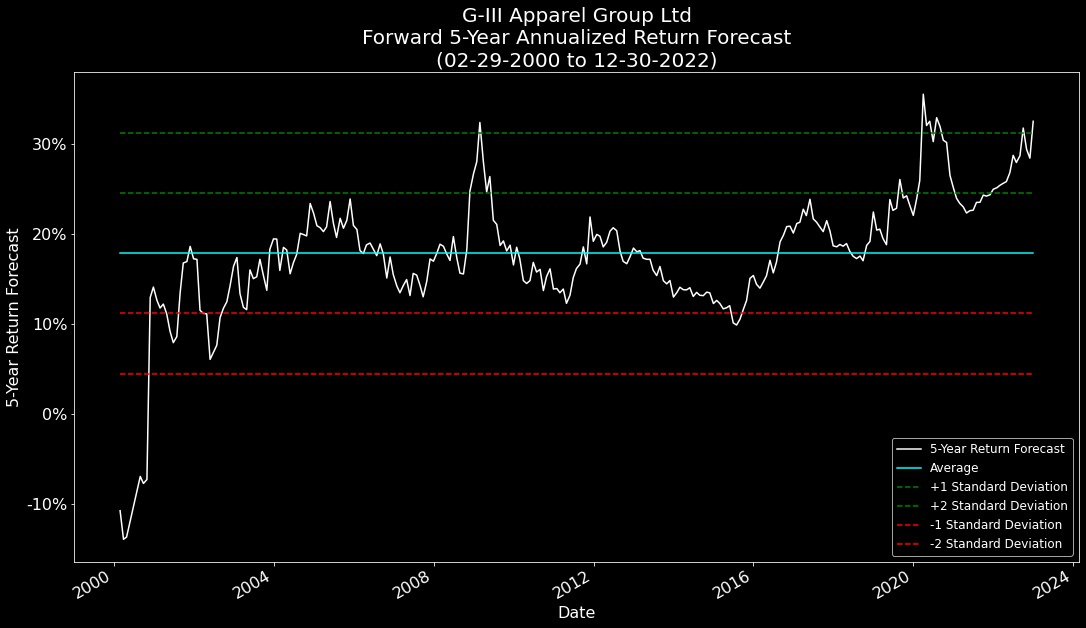 G-III Apparel Group Ltd
Forward 5-Year Annualized Return Forecast
(02-29-2000 to 12-30-2022)
5-Year Return Forecast
30%
20%
10%
0%
-10%
5-Year Return Forecast
Average
+1 Standard Deviation
+2 Standard Deviation
-1 Standard Deviation
-2 Standard Deviation
2000
2004
2008
2012
2016
2020
2024
Date